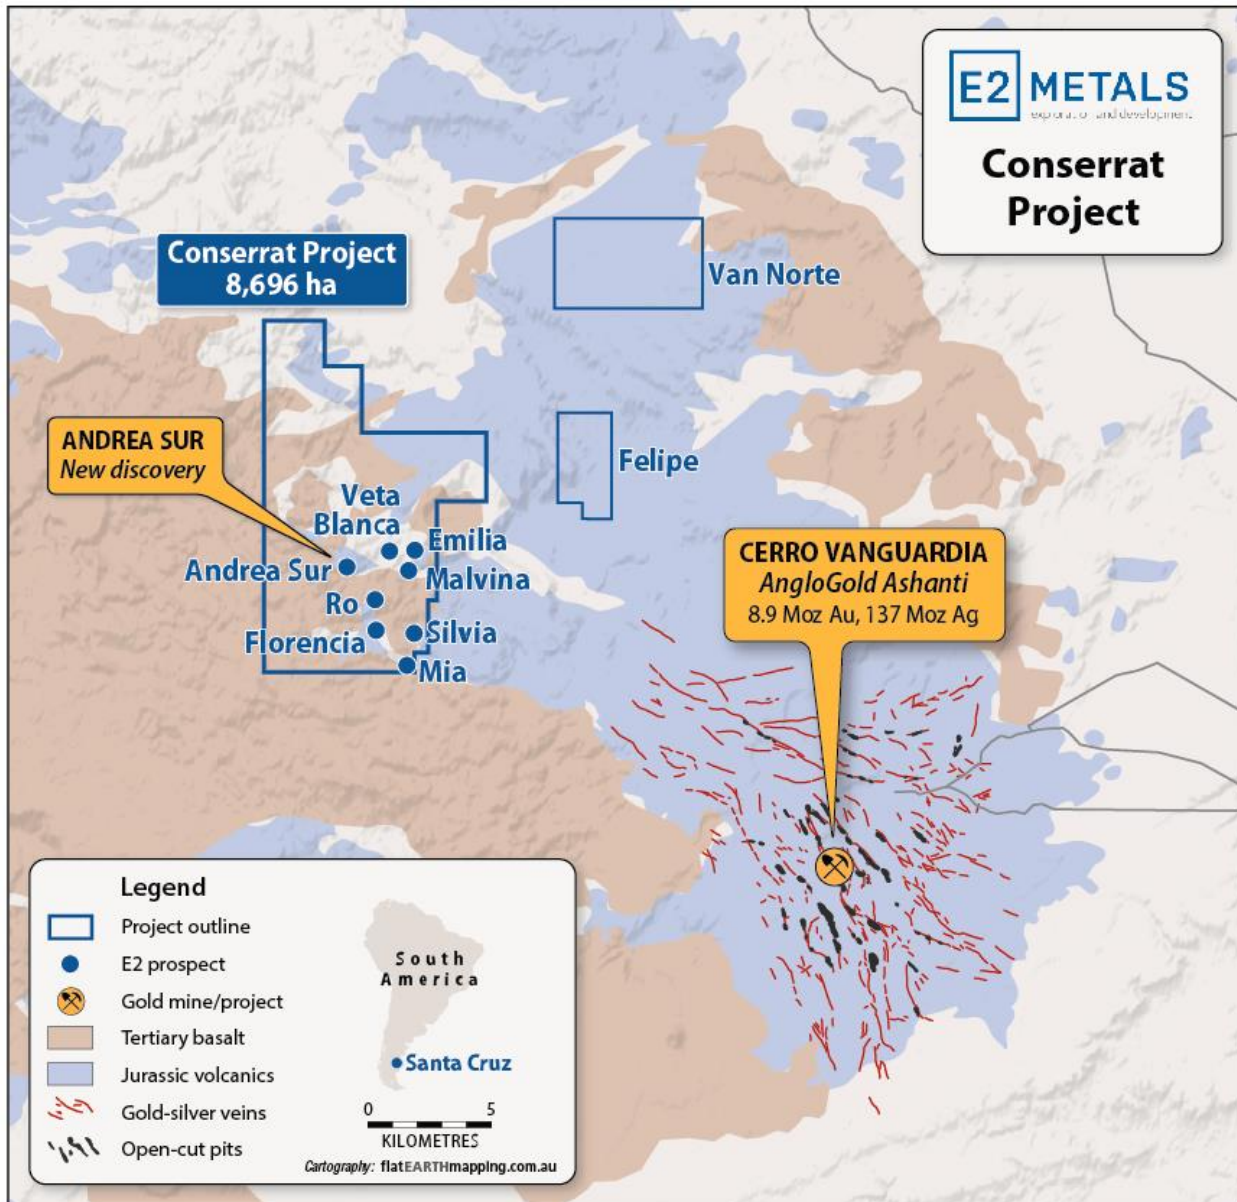 E2 METALS
exploration and development
Conserrat
Project
Conserrat Project
8,696 ha
Van Norte
ANDREA SUR
New discovery
Felipe
Veta
Blanca
Emilia
Andrea Sur
Malvina
Ro
Florencia
Silvia
Mia
CERRO VANGUARDIA
AngloGold Ashanti
8.9 Moz Au, 137 Moz Ag
Legend
Project outline
E2 prospect
Gold mine/project
Tertiary basalt
Jurassic volcanics
Gold-silver veins
Open-cut pits
South
America
Santa Cruz
0 5
KILOMETRES
Cartography: flatEARTHmapping.com.au